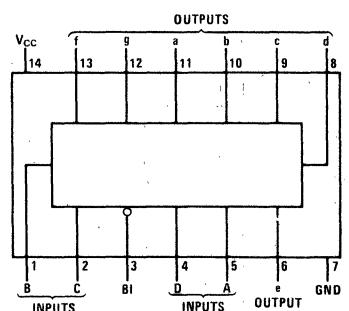 OUTPUTS
VCC f g a b c d
14 13 12 11 10 9 8
1 2 3 4 5 6 7
B C BI D A e GND
INPUTS INPUTS OUTPUT